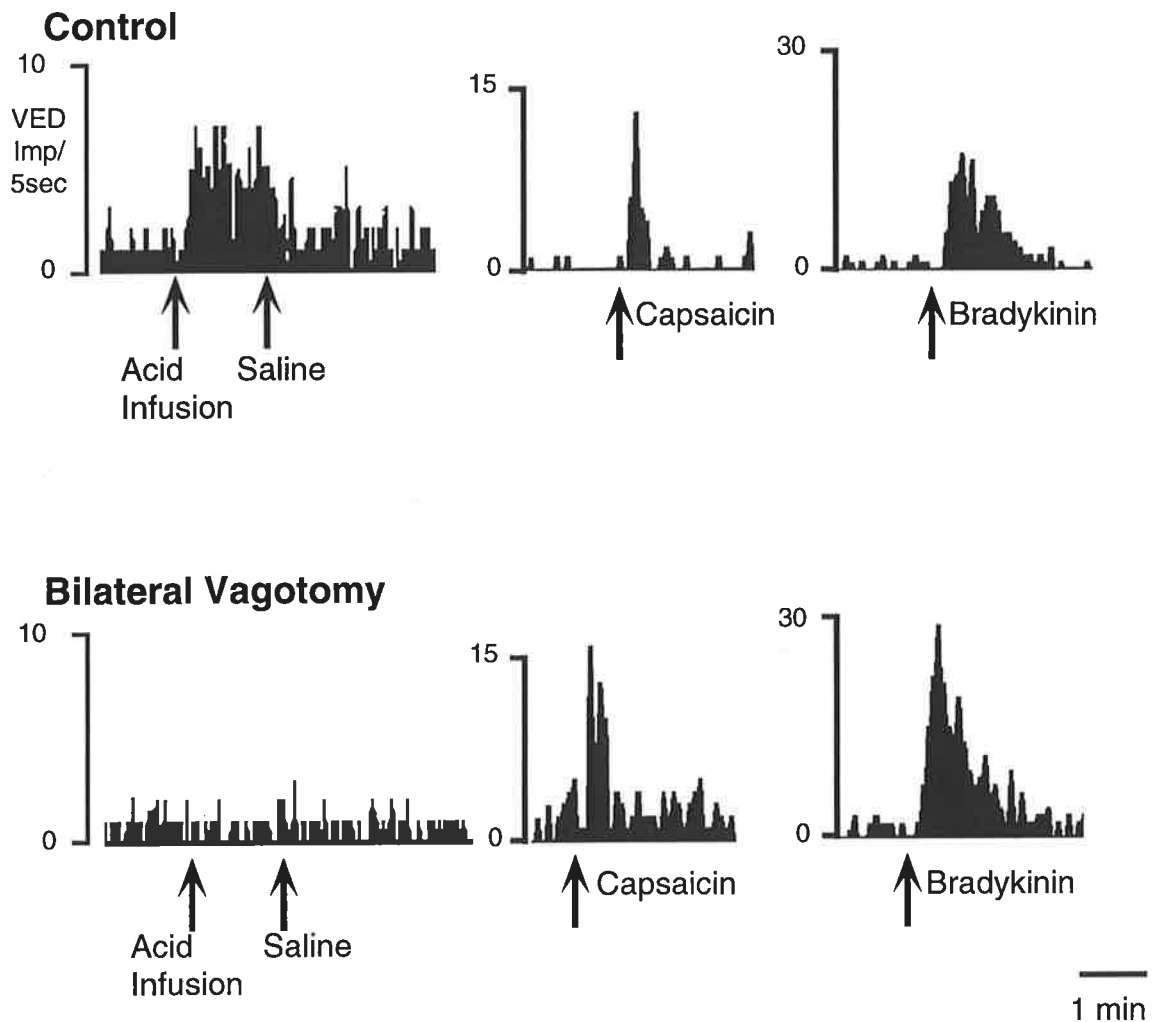 Control
10
VED
Imp/
5sec
0
Acid
Infusion
Saline
15
0
Capsaicin
30
0
Bradykinin
Bilateral Vagotomy
10
0
Acid
Infusion
Saline
15
0
Capsaicin
30
0
Bradykinin
1 min